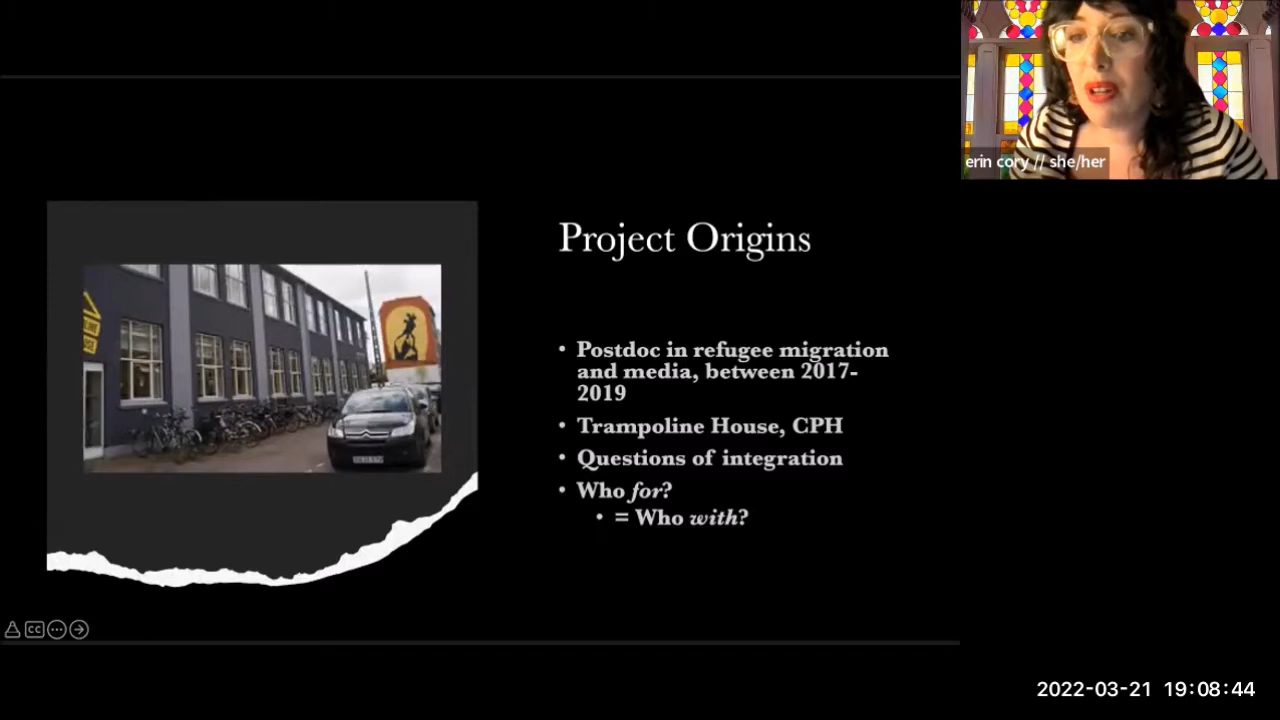 erin cory // she/her
Project Origins
• Postdoc in refugee migration
and media, between 2017-
2019
• Trampoline House, CPH
• Questions of integration
• Who for?
• = Who with?
CC
2022-03-21 19:08:44